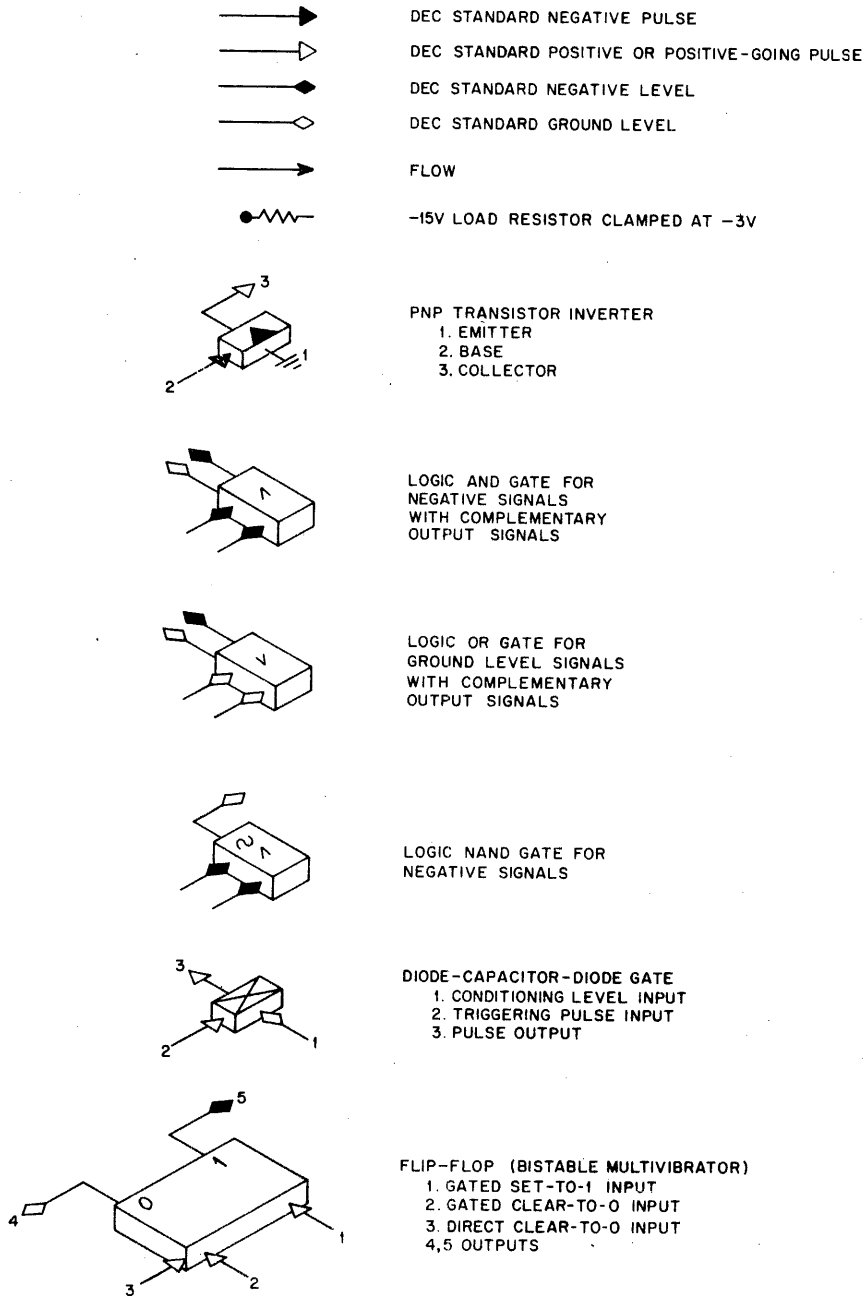 DEC STANDARD NEGATIVE PULSE
DEC STANDARD POSITIVE OR POSITIVE-GOING PULSE
DEC STANDARD NEGATIVE LEVEL
DEC STANDARD GROUND LEVEL
FLOW
-15V LOAD RESISTOR CLAMPED AT -3V
3
1
2
PNP TRANSISTOR INVERTER
1. EMITTER
2. BASE
3. COLLECTOR
∧
LOGIC AND GATE FOR
NEGATIVE SIGNALS
WITH COMPLEMENTARY
OUTPUT SIGNALS
∨
LOGIC OR GATE FOR
GROUND LEVEL SIGNALS
WITH COMPLEMENTARY
OUTPUT SIGNALS
~ ∧
LOGIC NAND GATE FOR
NEGATIVE SIGNALS
3
2
1
DIODE-CAPACITOR-DIODE GATE
1. CONDITIONING LEVEL INPUT
2. TRIGGERING PULSE INPUT
3. PULSE OUTPUT
5
1
0
4
1
3
2
FLIP-FLOP (BISTABLE MULTIVIBRATOR)
1. GATED SET-TO-1 INPUT
2. GATED CLEAR-TO-0 INPUT
3. DIRECT CLEAR-TO-0 INPUT
4,5 OUTPUTS